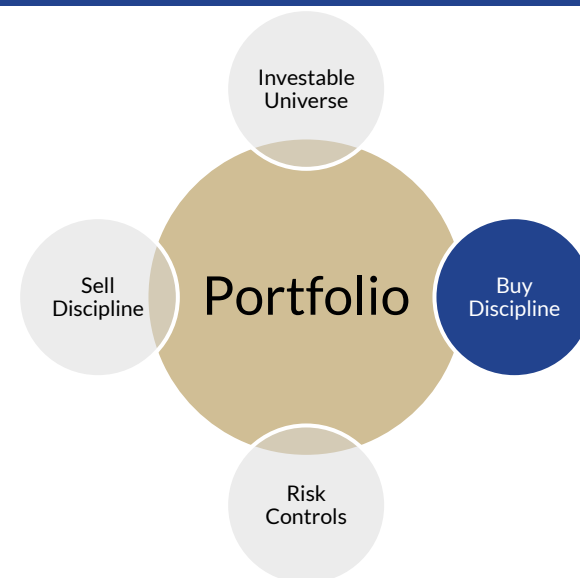 Investable
Universe
Sell
Discipline
Portfolio
Buy
Discipline
Risk
Controls